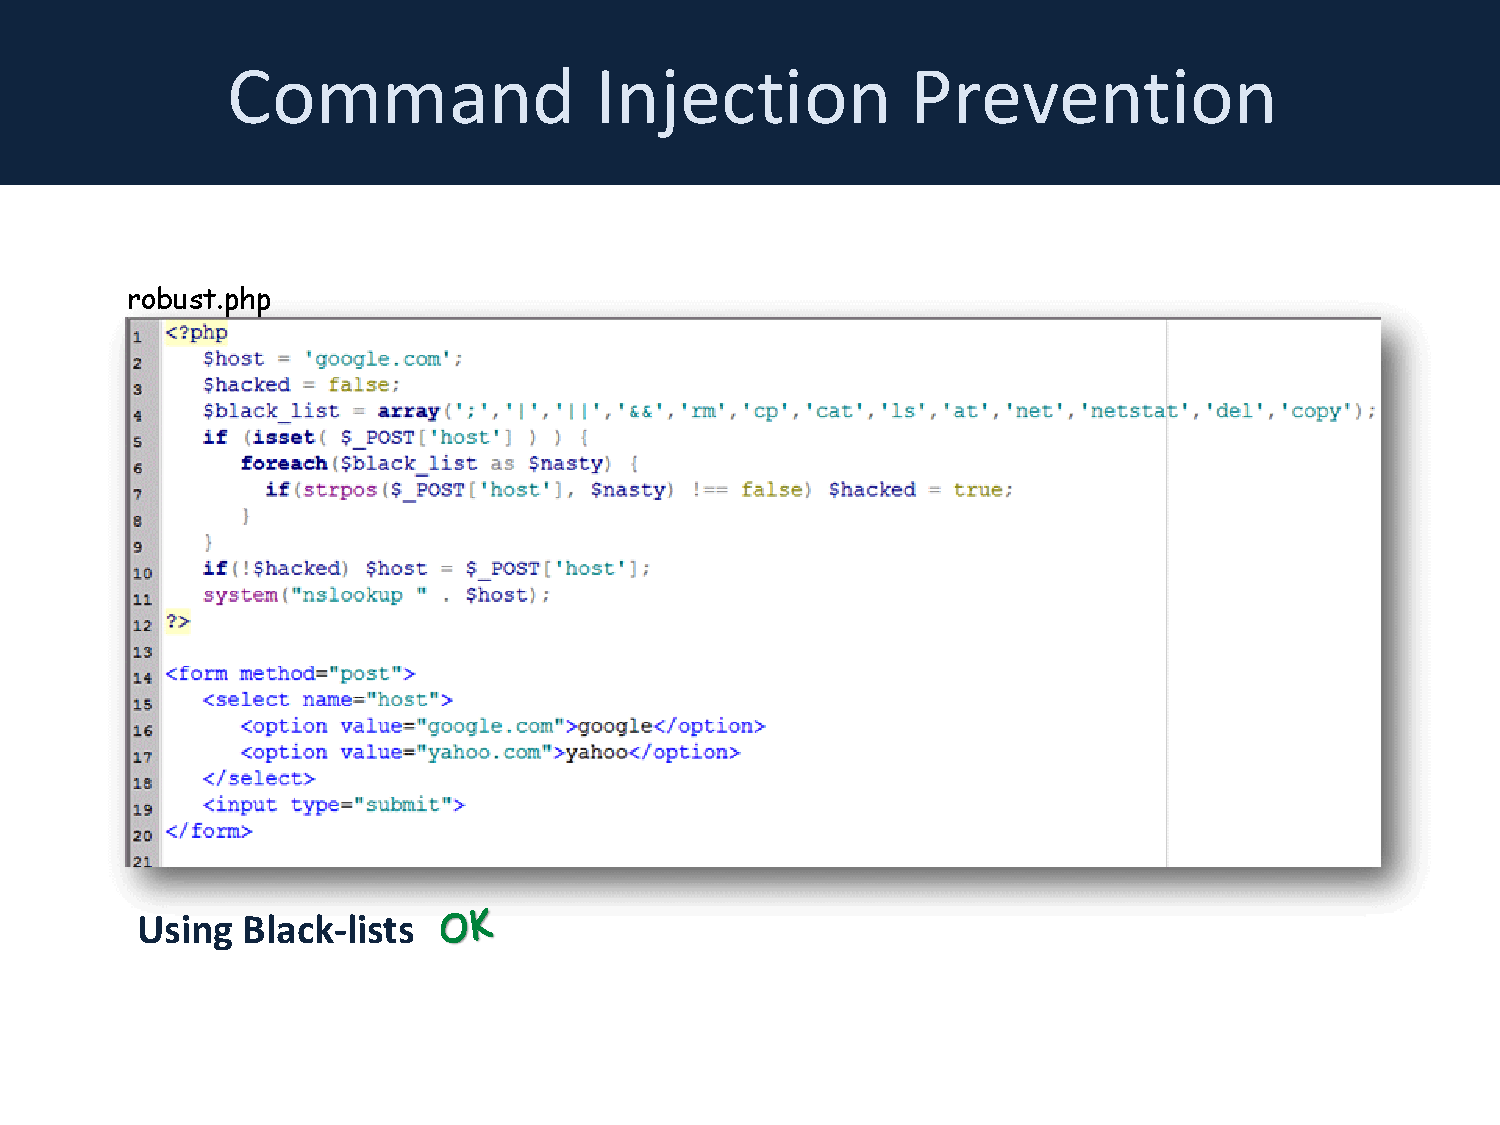 Command Injection Prevention
robust.php
1 <?php
2 $host = 'google.com';
3 $hacked = false;
4 $black_list = array(';','|','||','&&','rm','cp','cat','ls','at','net','netstat','del','copy');
5 if (isset( $_POST['host'] ) ) {
6 foreach($black_list as $nasty) {
7 if(strpos($_POST['host'], $nasty) !== false) $hacked = true;
8 }
9 }
10 if(!$hacked) $host = $_POST['host'];
11 system("nslookup " . $host);
12 ?>
13
14 <form method="post">
15 <select name="host">
16 <option value="google.com">google</option>
17 <option value="yahoo.com">yahoo</option>
18 </select>
19 <input type="submit">
20 </form>
21
Using Black-lists OK